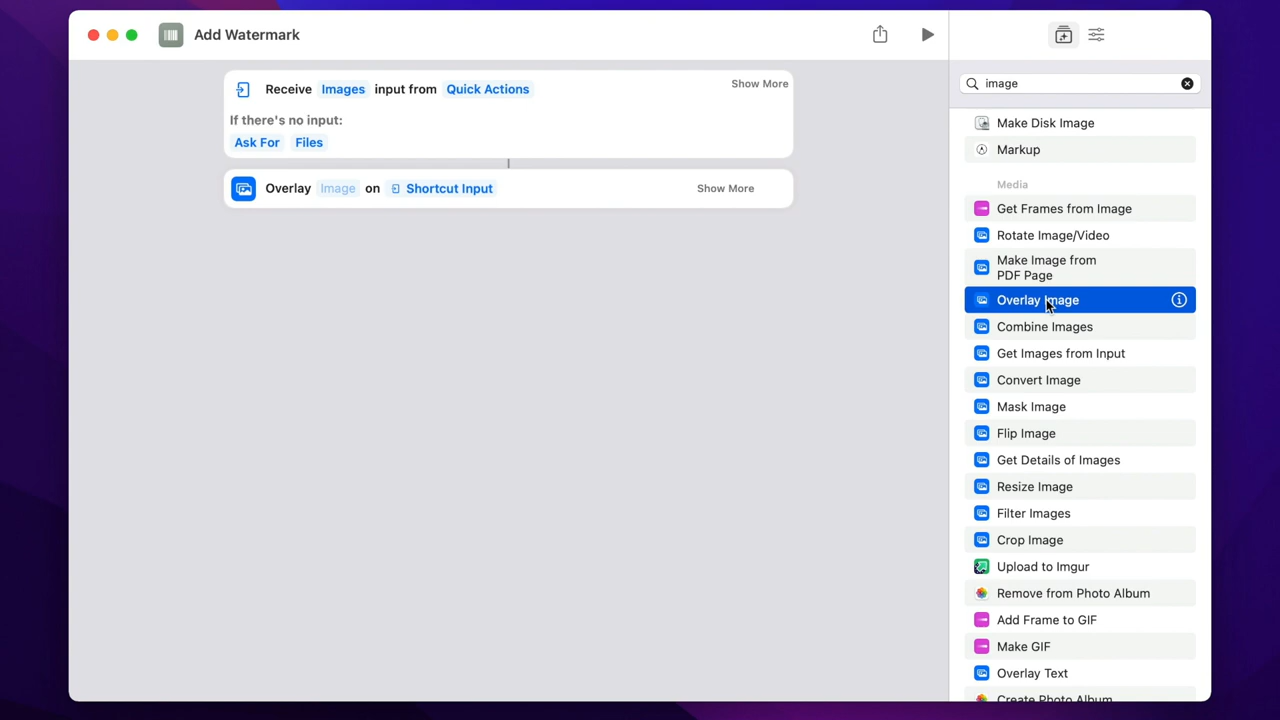 Add Watermark
Receive Images input from Quick Actions
Show More
If there's no input:
Ask For Files
Overlay Image on Shortcut Input
Show More
image
Make Disk Image
Markup
Media
Get Frames from Image
Rotate Image/Video
Make Image from
PDF Page
Overlay Image
Combine Images
Get Images from Input
Convert Image
Mask Image
Flip Image
Get Details of Images
Resize Image
Filter Images
Crop Image
Upload to Imgur
Remove from Photo Album
Add Frame to GIF
Make GIF
Overlay Text
Create Photo Album